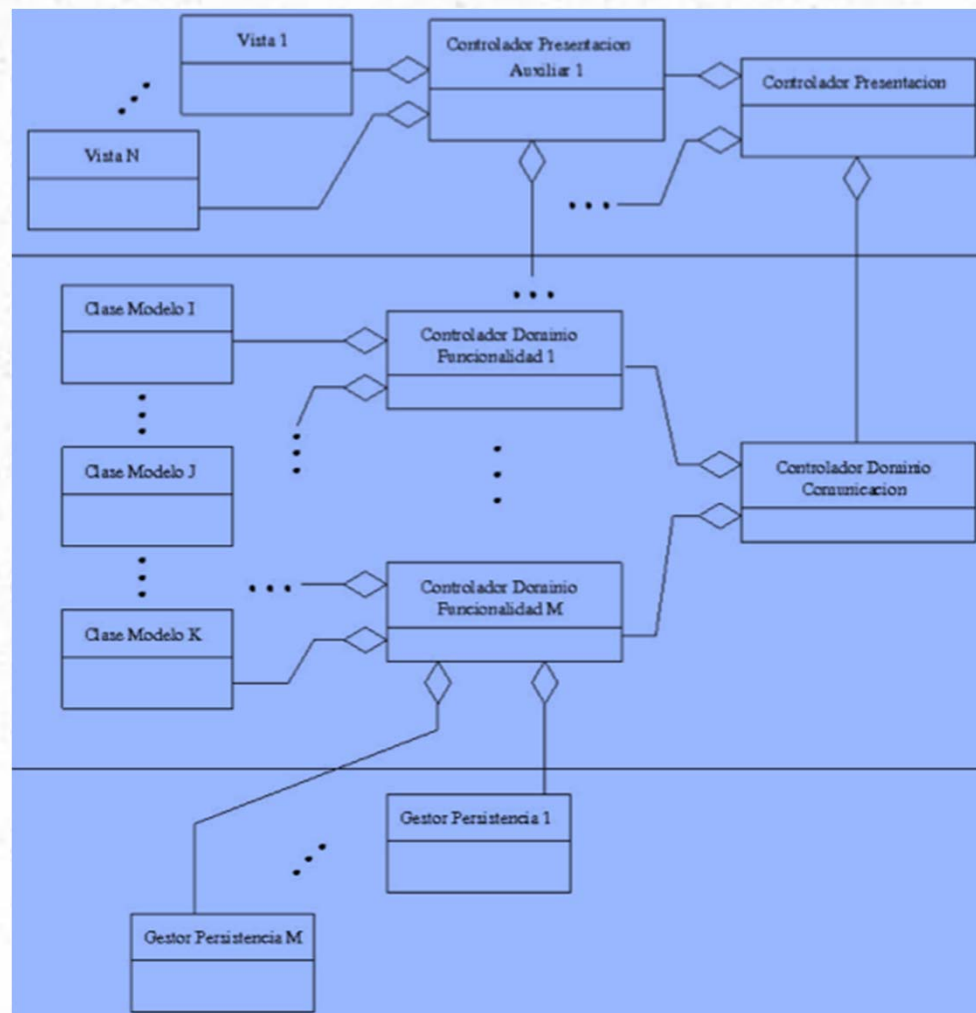 Vista 1
Controlador Presentacion
Auxiliar 1
Controlador Presentacion
Vista N
Clase Modelo I
Controlador Dominio
Funcionalidad 1
Clase Modelo J
Controlador Dominio
Comunicacion
Controlador Dominio
Funcionalidad M
Clase Modelo K
Gestor Persistencia 1
Gestor Persistencia M